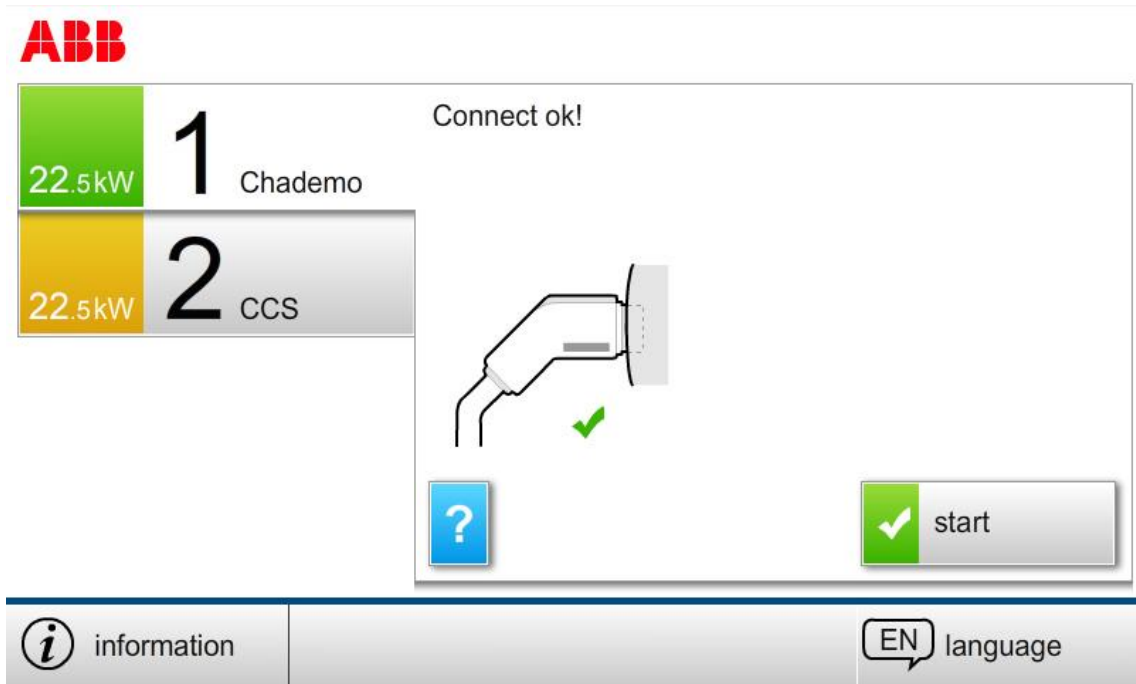 ABB
22.5kW 1 Chademo
22.5kW 2 CCS
Connect ok!
?
start
i information
EN language